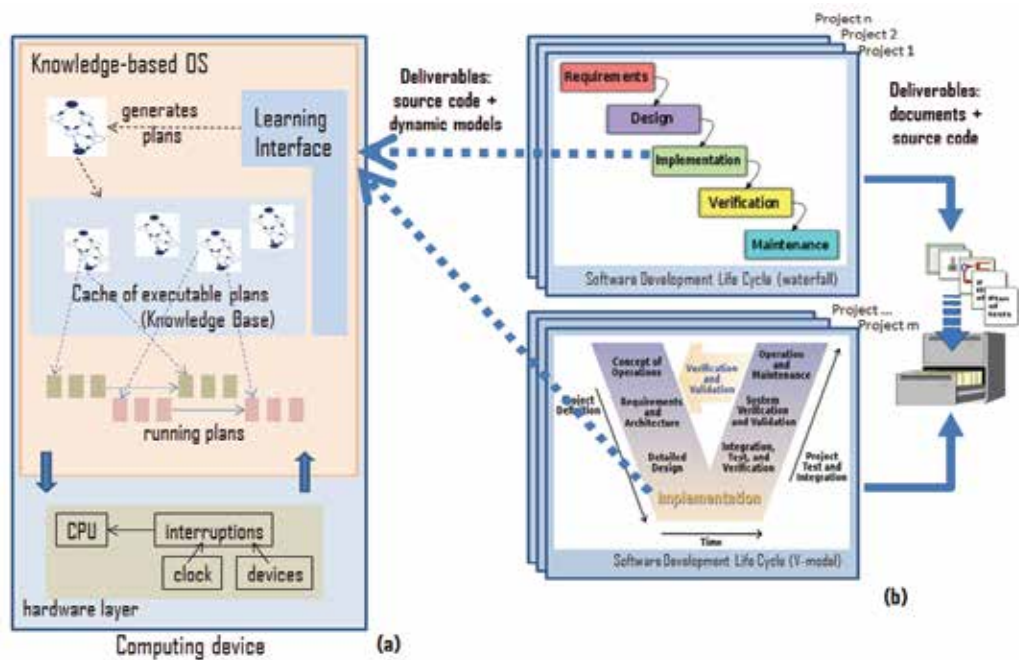 Knowledge-based OS
generates
plans
Learning
Interface
Cache of executable plans
(Knowledge Base)
running plans
CPU
interruptions
clock
devices
hardware layer
Computing device
(a)
Deliverables:
source code +
dynamic models
Project n
Project 2
Project 1
Requirements
Design
Implementation
Verification
Maintenance
Software Development Life Cycle (waterfall)
Deliverables:
documents +
source code
Plan
of
tests
Project ...
Project m
Concept of
Operations
Verification
and
Validation
Operation
and
Maintenance
Project
Definition
Requirements
and
Architecture
System
Verification
and Validation
Detailed
Design
Integration,
Test, and
Verification
Project
Test and
Integration
Implementation
Time
Software Development Life Cycle (V-model)
(b)